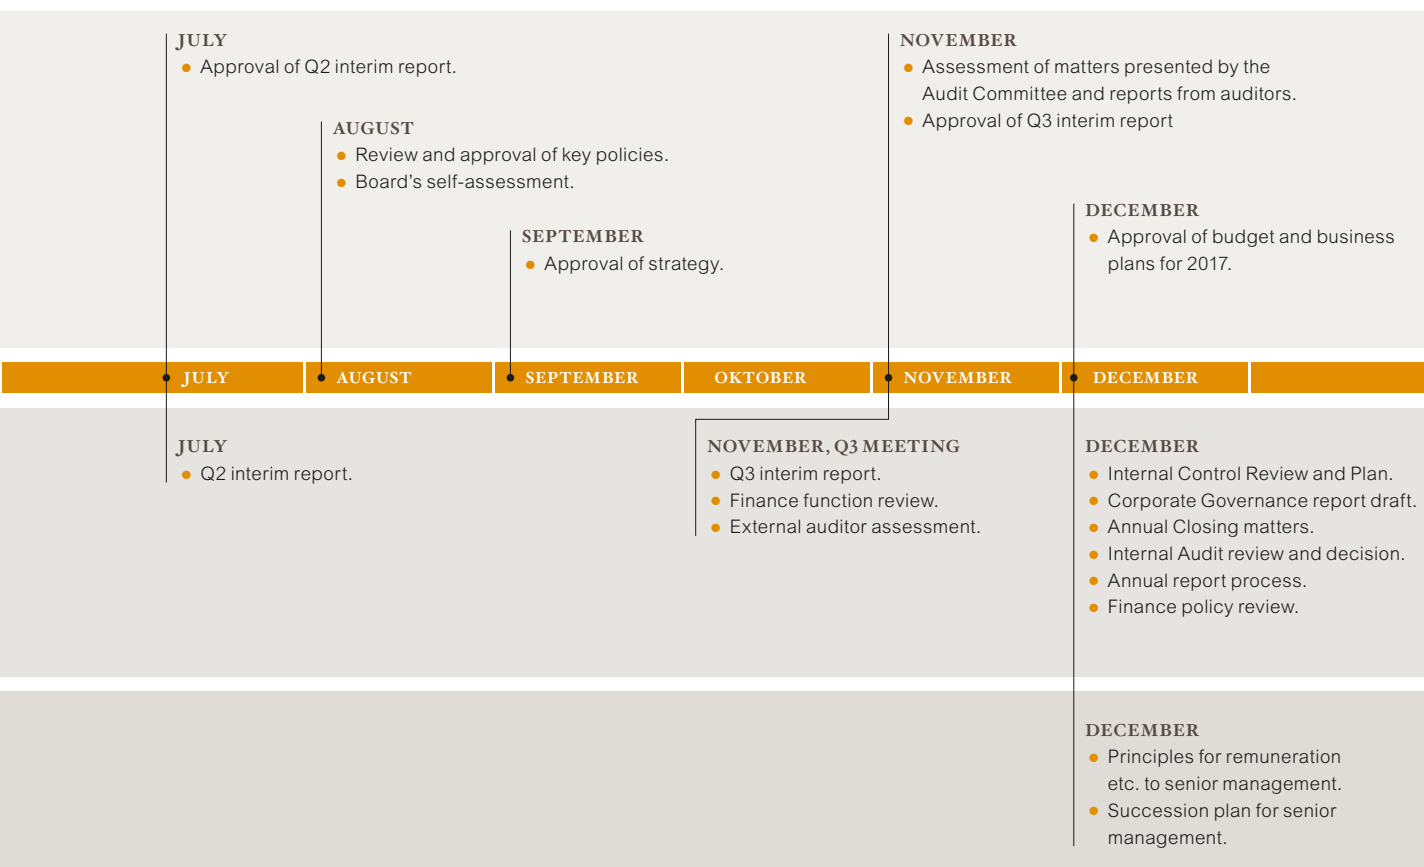 JULY
Approval of Q2 interim report.
AUGUST
Review and approval of key policies.
Board's self-assessment.
SEPTEMBER
Approval of strategy.
NOVEMBER
Assessment of matters presented by the
Audit Committee and reports from auditors.
Approval of Q3 interim report
DECEMBER
Approval of budget and business
plans for 2017.
JULY
AUGUST
SEPTEMBER
OKTOBER
NOVEMBER
DECEMBER
JULY
Q2 interim report.
NOVEMBER, Q3 MEETING
Q3 interim report.
Finance function review.
External auditor assessment.
DECEMBER
Internal Control Review and Plan.
Corporate Governance report draft.
Annual Closing matters.
Internal Audit review and decision.
Annual report process.
Finance policy review.
DECEMBER
Principles for remuneration
etc. to senior management.
Succession plan for senior
management.